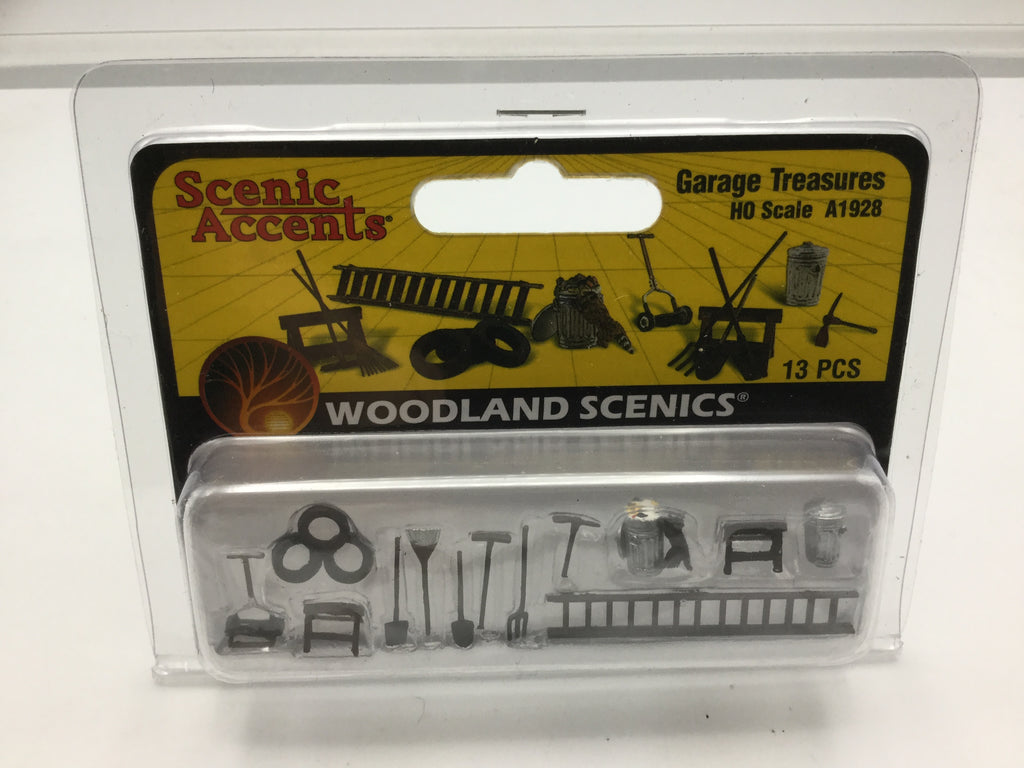 Scenic
Accents®
Garage Treasures
HO Scale A1928
13 PCS
WOODLAND SCENICS®